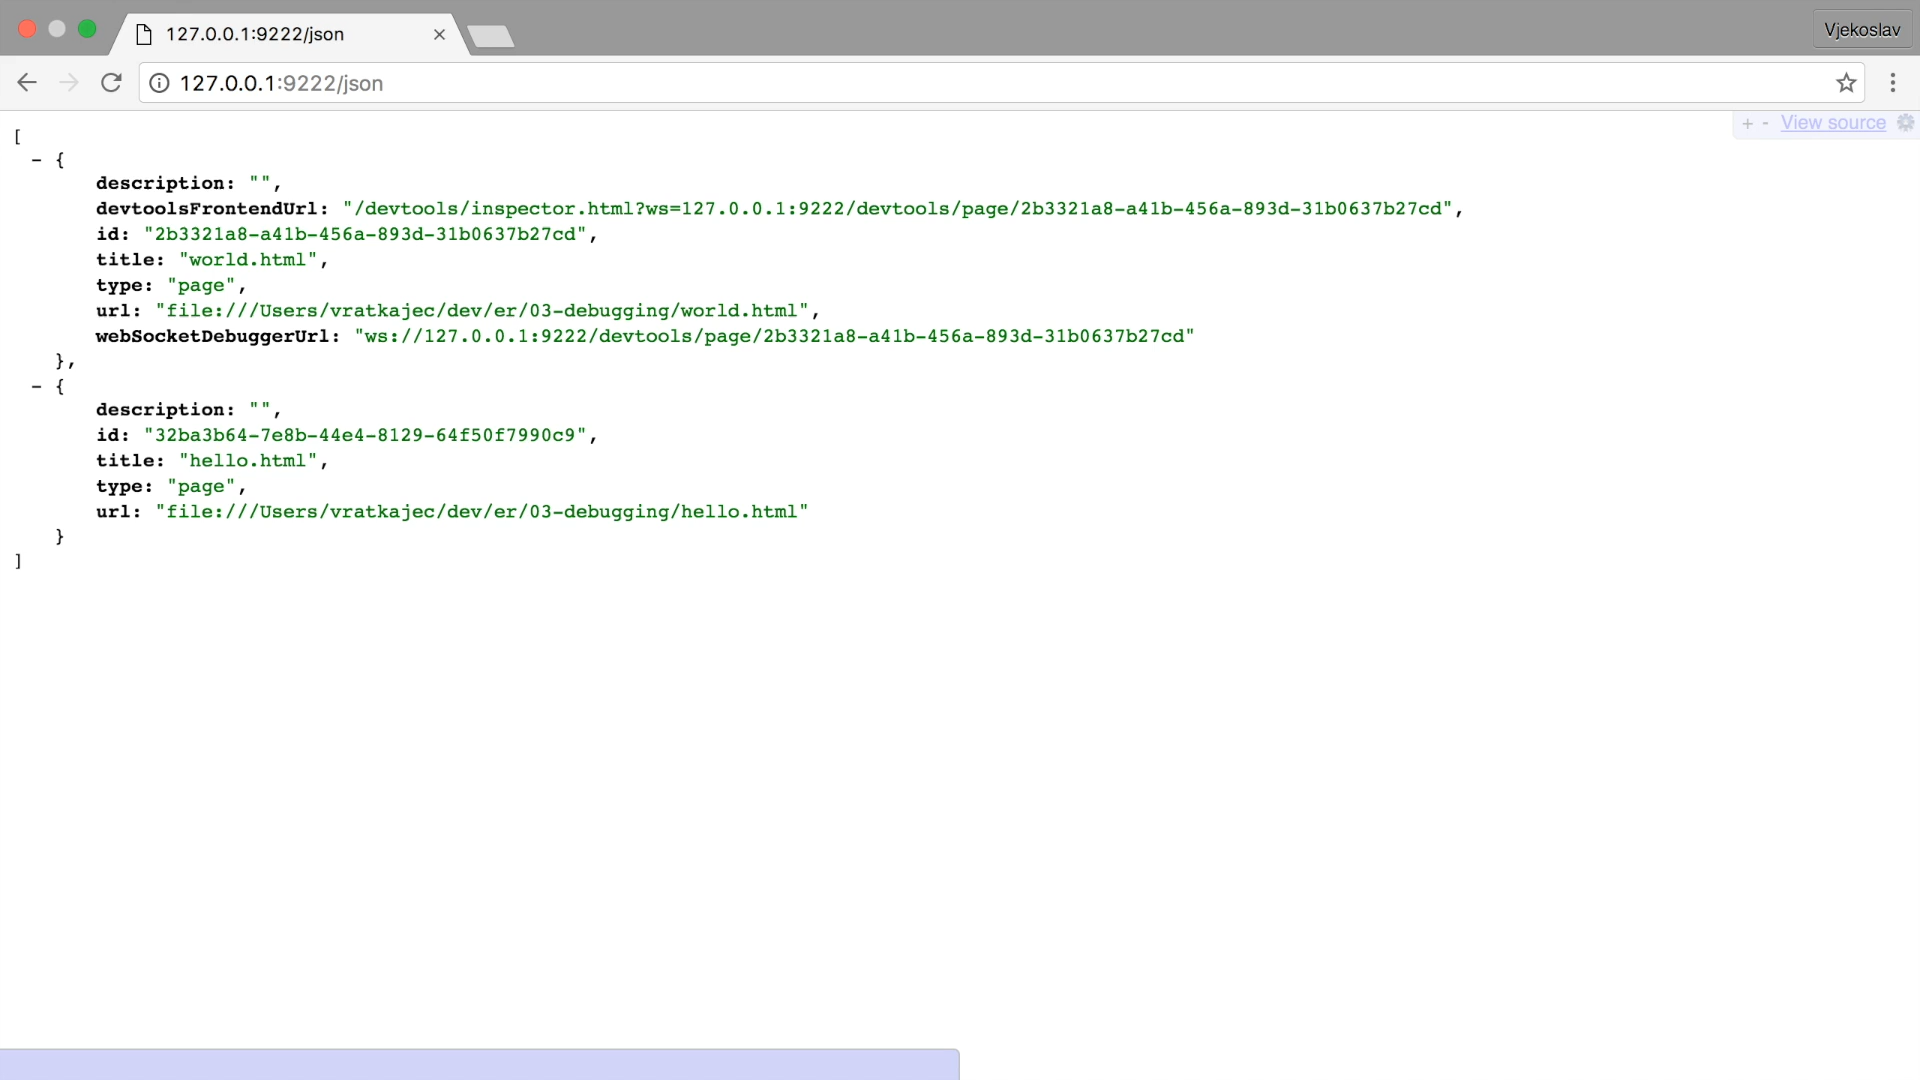 127.0.0.1:9222/json
Vjekoslav
127.0.0.1:9222/json
+ - View source
[
- {
description: "",
devtoolsFrontendUrl: "/devtools/inspector.html?ws=127.0.0.1:9222/devtools/page/2b3321a8-a41b-456a-893d-31b0637b27cd",
id: "2b3321a8-a41b-456a-893d-31b0637b27cd",
title: "world.html",
type: "page",
url: "file:///Users/vratkajec/dev/er/03-debugging/world.html",
webSocketDebuggerUrl: "ws://127.0.0.1:9222/devtools/page/2b3321a8-a41b-456a-893d-31b0637b27cd"
},
- {
description: "",
id: "32ba3b64-7e8b-44e4-8129-64f50f7990c9",
title: "hello.html",
type: "page",
url: "file:///Users/vratkajec/dev/er/03-debugging/hello.html"
}
]